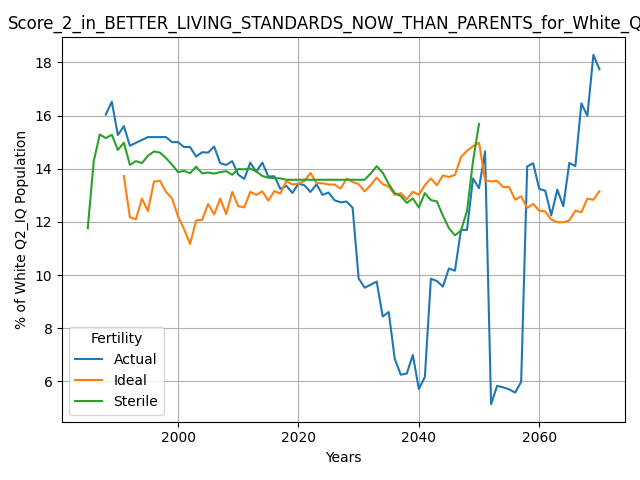 Score_2_in_BETTER_LIVING_STANDARDS_NOW_THAN_PARENTS_for_White_Q
% of White Q2_IQ Population
18
16
14
12
10
8
6
Fertility
Actual
Ideal
Sterile
2000
2020
2040
2060
Years